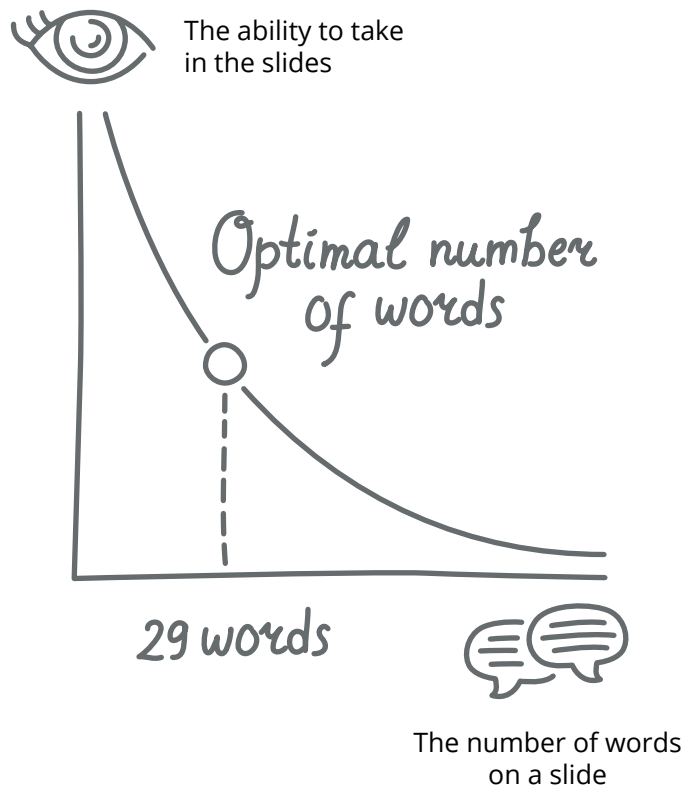 The ability to take
in the slides
Optimal number
of words
29 words
The number of words
on a slide